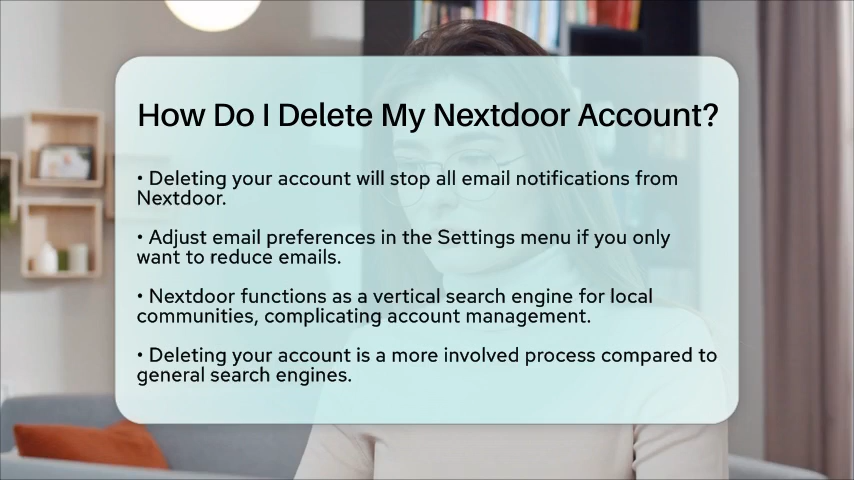 How Do I Delete My Nextdoor Account?
• Deleting your account will stop all email notifications from
Nextdoor.
• Adjust email preferences in the Settings menu if you only
want to reduce emails.
• Nextdoor functions as a vertical search engine for local
communities, complicating account management.
• Deleting your account is a more involved process compared to
general search engines.